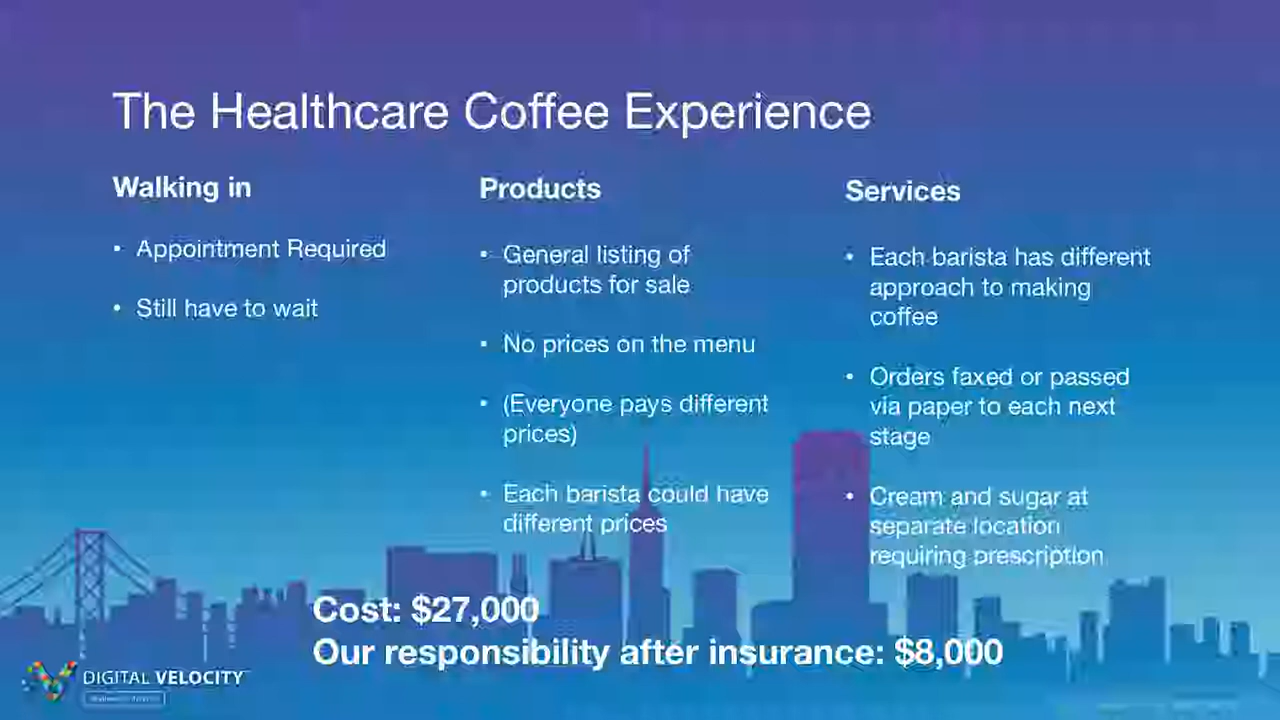 The Healthcare Coffee Experience
Walking in
• Appointment Required
• Still have to wait
Products
• General listing of
products for sale
• No prices on the menu
• (Everyone pays different
prices)
• Each barista could have
different prices
Services
• Each barista has different
approach to making
coffee
• Orders faxed or passed
via paper to each next
stage
• Cream and sugar at
separate location
requiring prescription
Cost: $27,000
Our responsibility after insurance: $8,000
DIGITAL VELOCITY